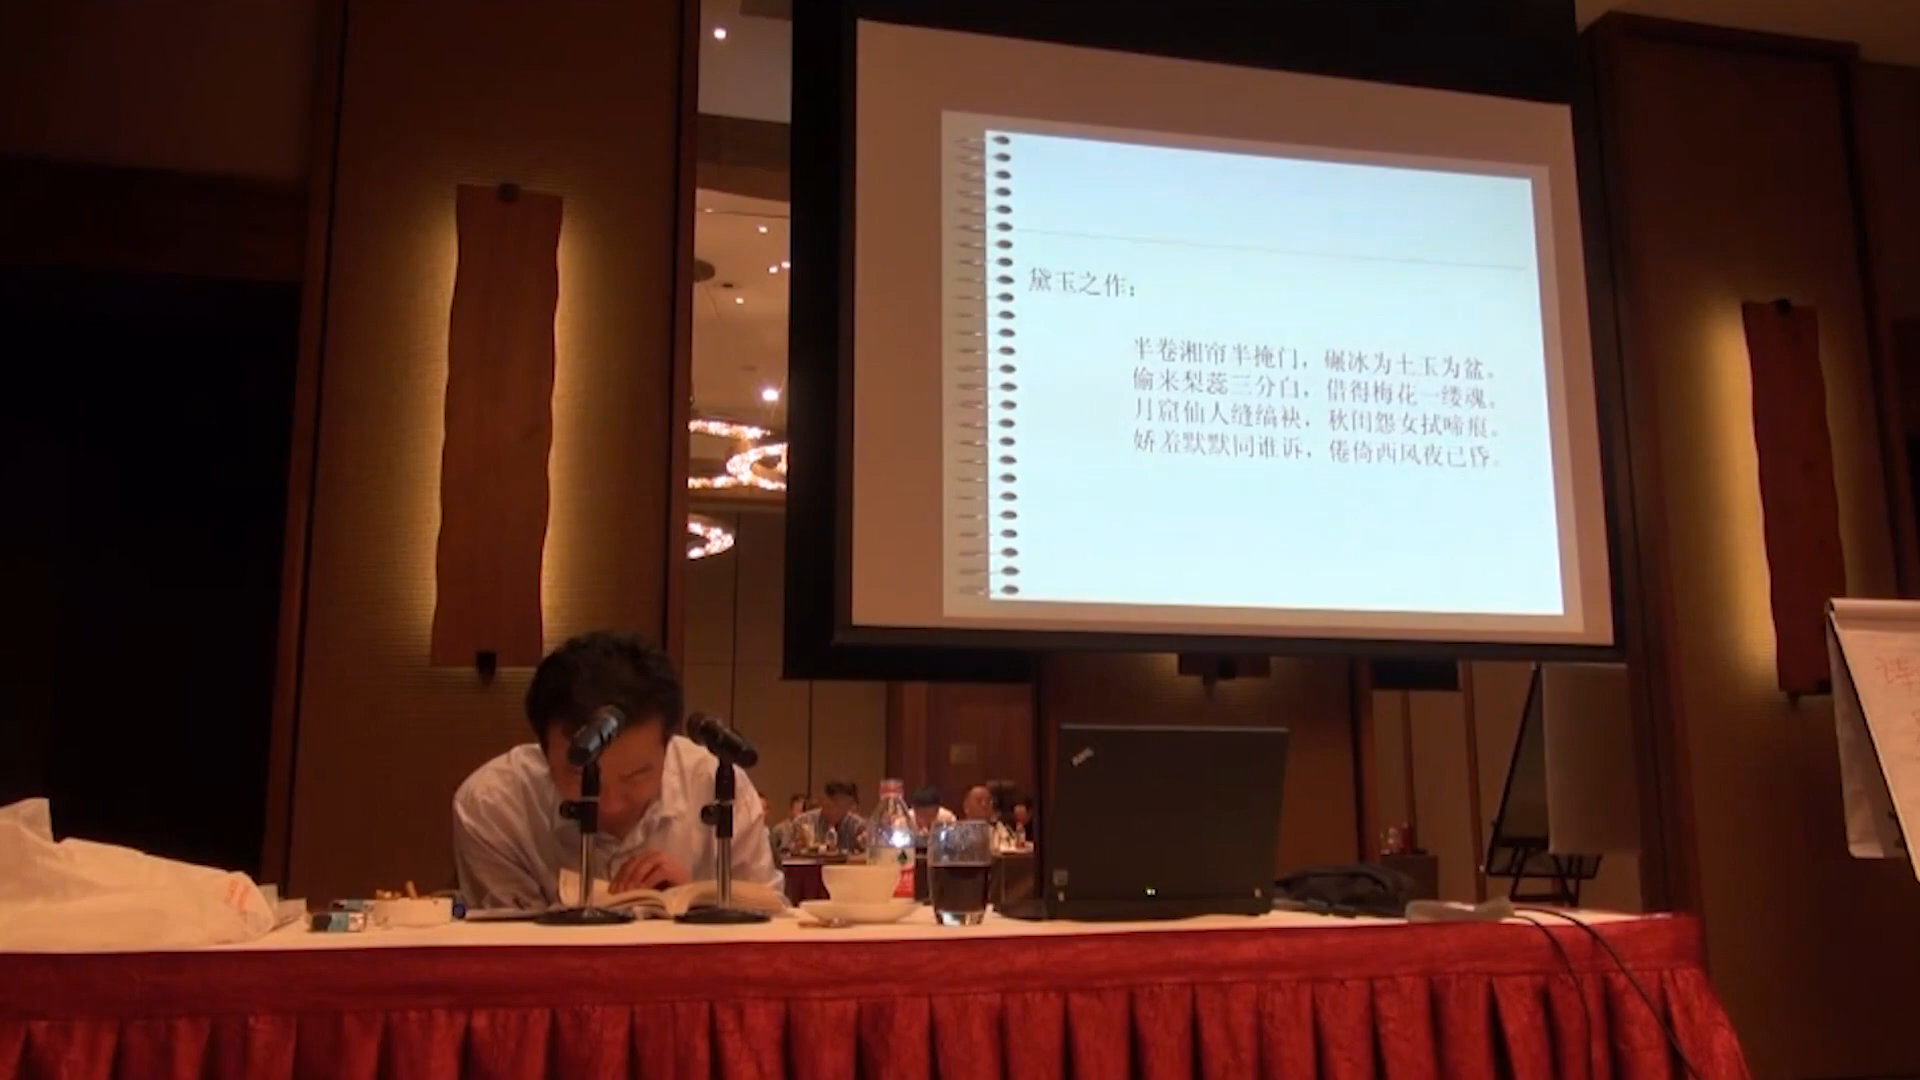 黛玉之作：
半卷湘帘半掩门，碾冰为土玉为盆。
偷来梨蕊三分白，借得梅花一缕魂。
月窟仙人缝缟袂，秋闺怨女拭啼痕。
娇羞默默同谁诉，倦倚西风夜已昏。